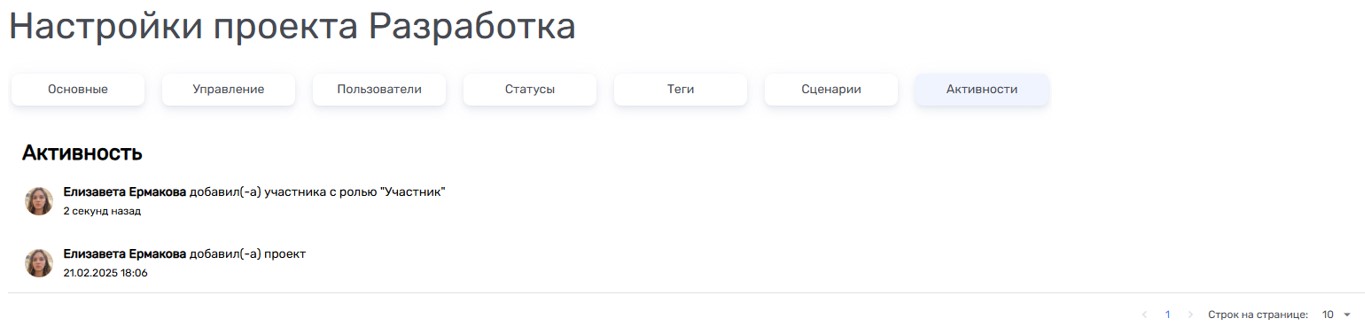 Настройки проекта Разработка
Основные Управление Пользователи Статусы Теги Сценарии Активности
Активность
Елизавета Ермакова добавил(-а) участника с ролью "Участник"
2 секунд назад
Елизавета Ермакова добавил(-а) проект
21.02.2025 18:06
1 Строк на странице: 10